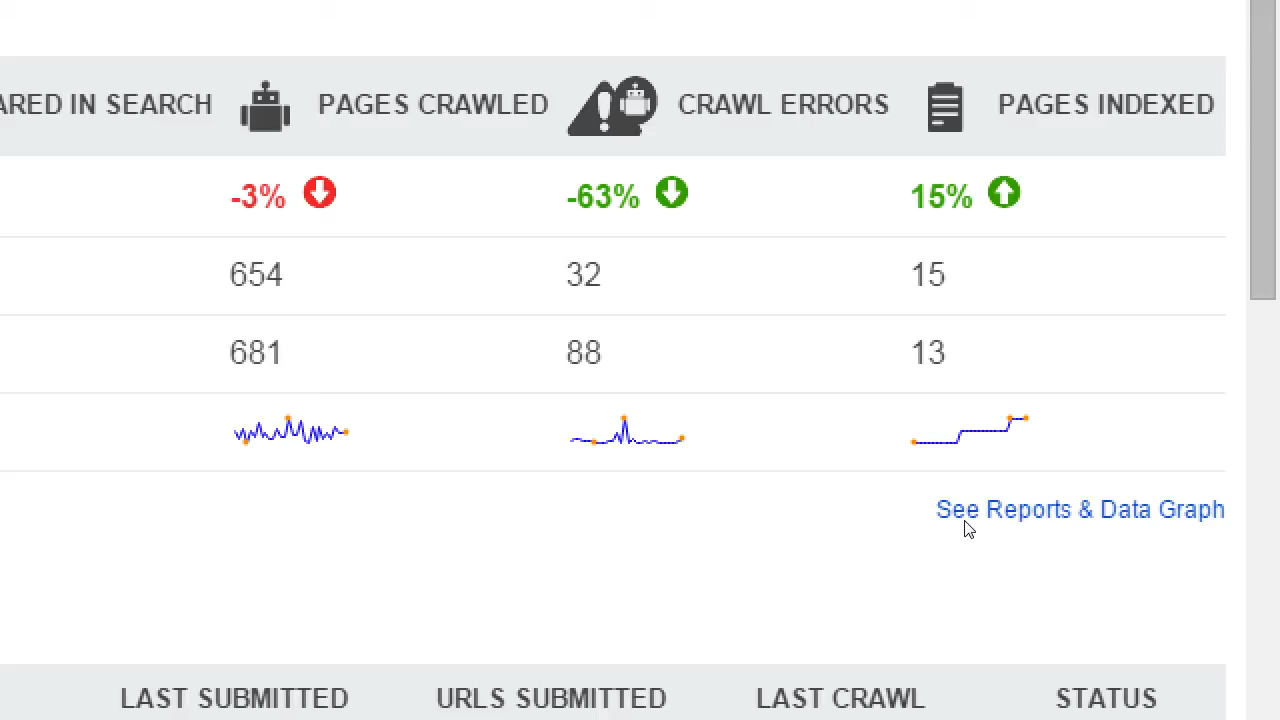 ARED IN SEARCH PAGES CRAWLED CRAWL ERRORS PAGES INDEXED
-3% -63% 15%
654 32 15
681 88 13
See Reports & Data Graph
LAST SUBMITTED URLS SUBMITTED LAST CRAWL STATUS